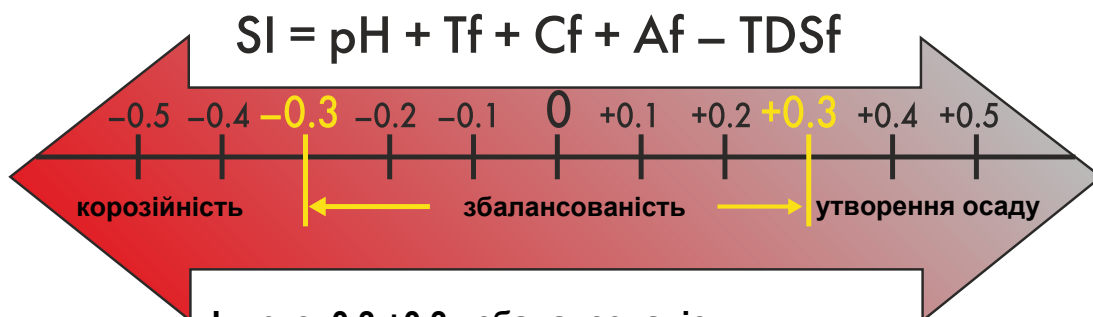 SI = pH + Tf + Cf + Af – TDSf
–0.5 –0.4 –0.3 –0.2 –0.1 0 +0.1 +0.2 +0.3 +0.4 +0.5
корозійність збалансованість утворення осаду